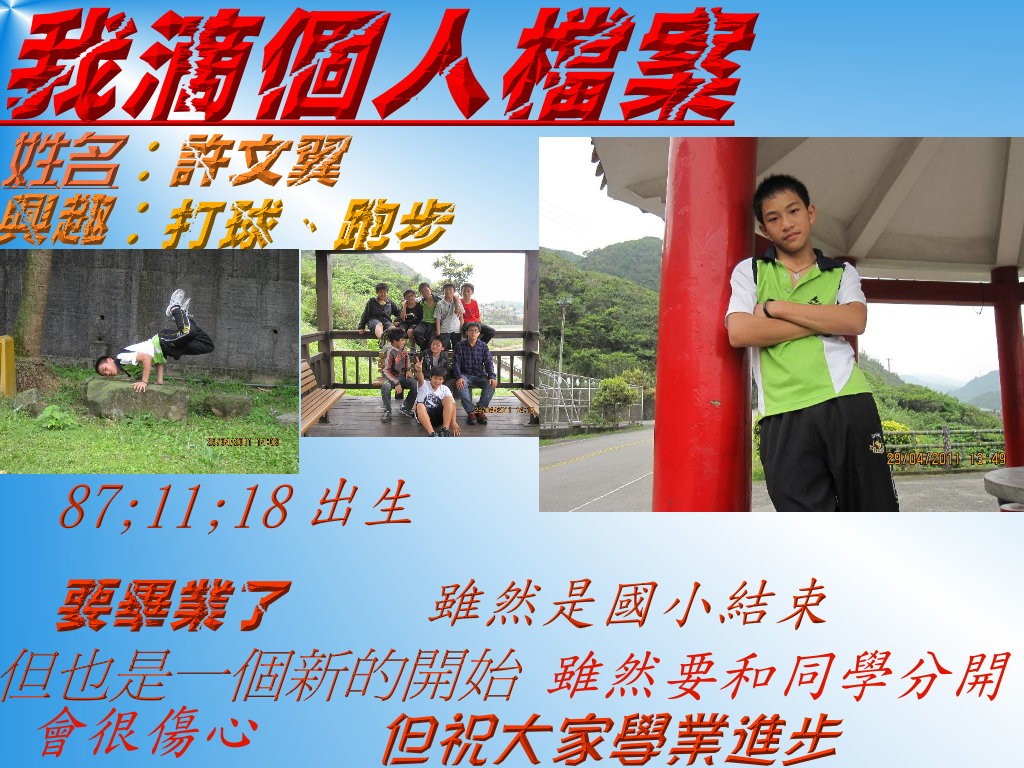 我滴個人檔案
姓名：許文翼
興趣：打球、跑步
29/04/2011 13:49
87;11;18 出生
要畢業了
雖然是國小結束
但也是一個新的開始
雖然要和同學分開
會很傷心
但祝大家學業進步